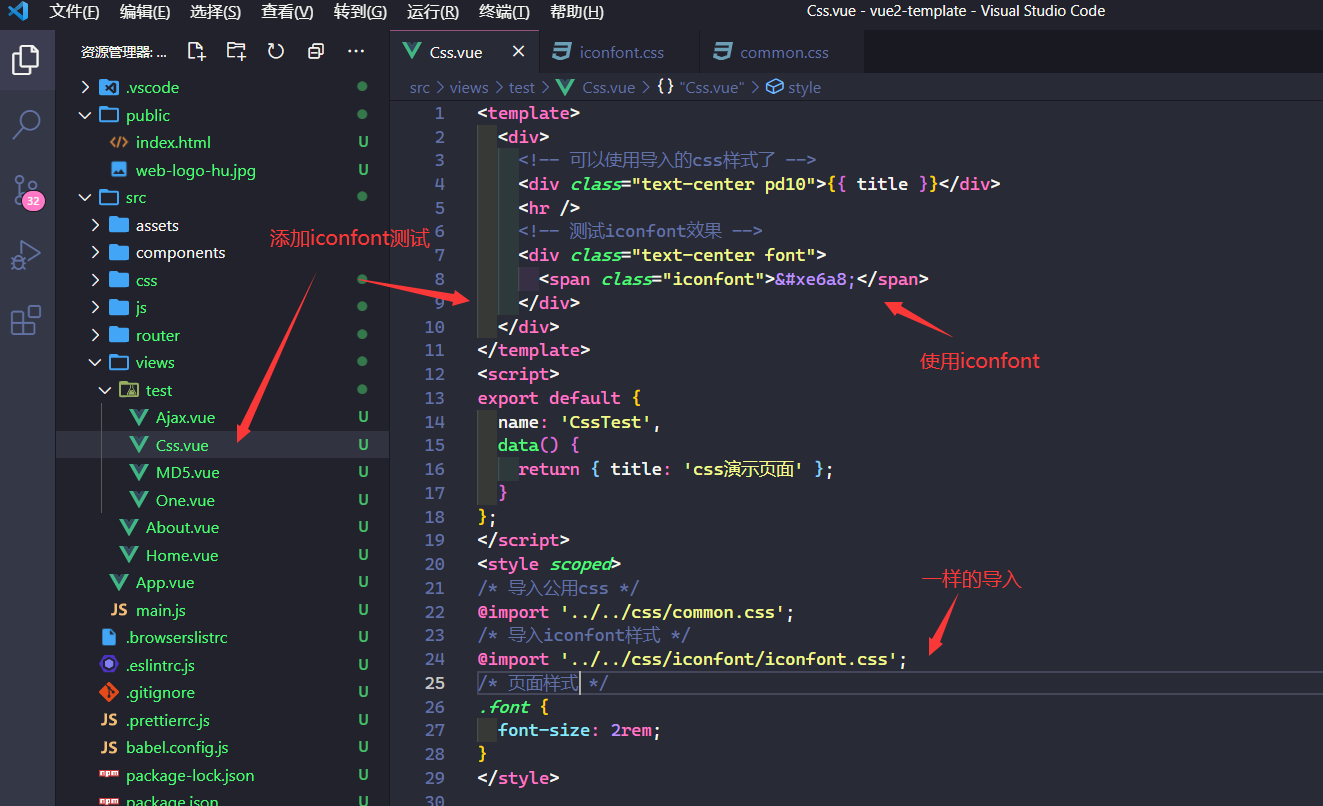 文件(F) 编辑(E) 选择(S) 查看(V) 转到(G) 运行(R) 终端(T) 帮助(H) Css.vue - vue2-template - Visual Studio Code
资源管理器: ...
.vscode
public
index.html U
web-logo-hu.jpg U
src
assets
components
css
js
router
views
test
Ajax.vue U
Css.vue U
MD5.vue U
One.vue U
About.vue U
Home.vue U
App.vue U
JS main.js U
.browserslistrc U
.eslintrc.js U
.gitignore U
JS .prettierrc.js U
JS babel.config.js U
npm package-lock.json U
npm package.json U
32
Css.vue iconfont.css common.css
src > views > test > Css.vue > {} "Css.vue" > style
1 <template>
2 <div>
3 <!-- 可以使用导入的css样式了 -->
4 <div class="text-center pd10">{{ title }}</div>
5 <hr />
6 <!-- 测试iconfont效果 -->
7 <div class="text-center font">
8 <span class="iconfont">&#xe6a8;</span>
9 </div>
10 </div>
11 </template>
12 <script>
13 export default {
14 name: 'CssTest',
15 data() {
16 return { title: 'css演示页面' };
17 }
18 };
19 </script>
20 <style scoped>
21 /* 导入公用css */
22 @import '../../css/common.css';
23 /* 导入iconfont样式 */
24 @import '../../css/iconfont/iconfont.css';
25 /* 页面样式 */
26 .font {
27 font-size: 2rem;
28 }
29 </style>
30
添加iconfont测试
使用iconfont
一样的导入